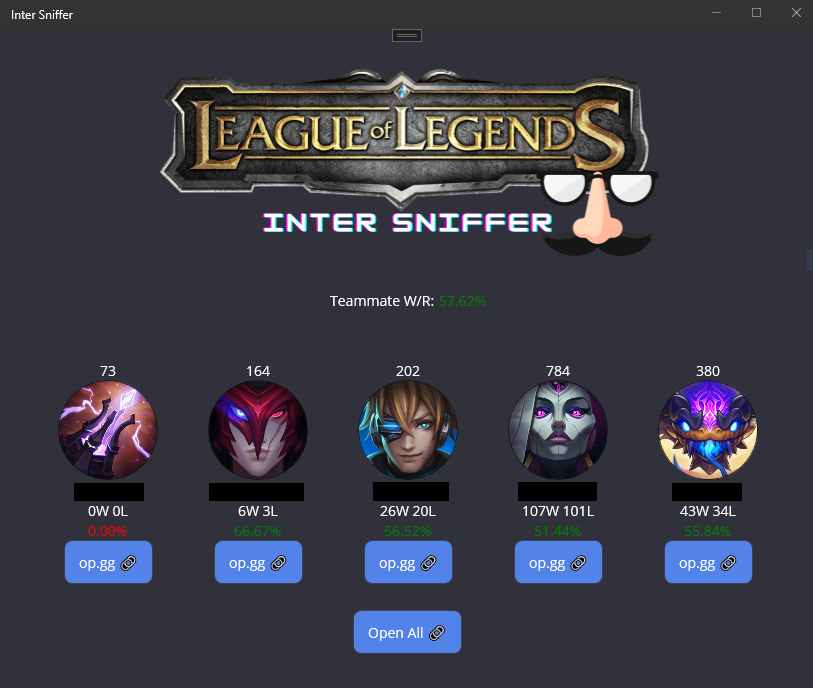 Inter Sniffer
LEAGUE of LEGENDS
INTER SNIFFER
Teammate W/R: 57.62%
73 164 202 784 380
0W 0L 6W 3L 26W 20L 107W 101L 43W 34L
0.00% 66.67% 56.52% 51.44% 55.84%
op.gg op.gg op.gg op.gg op.gg
Open All